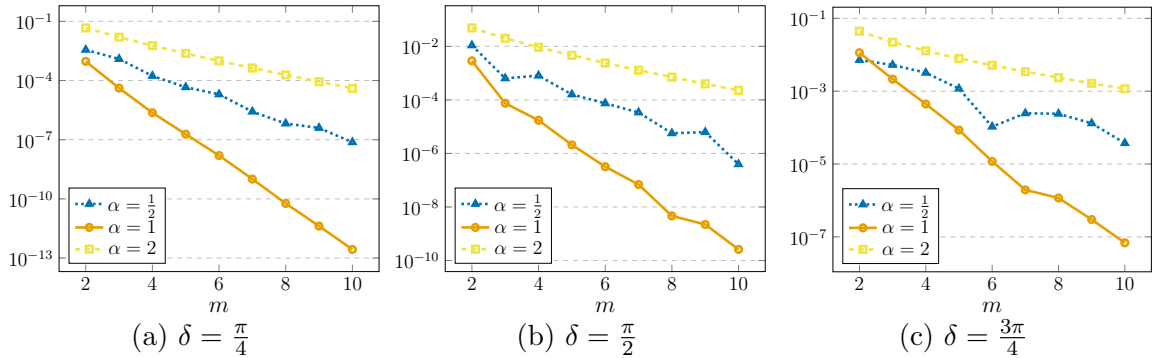 10⁻¹
10⁻⁴
10⁻⁷
10⁻¹⁰
10⁻¹³
2 4 6 8 10
m
α = 1/2
α = 1
α = 2
(a) δ = π/4
10⁻²
10⁻⁴
10⁻⁶
10⁻⁸
10⁻¹⁰
2 4 6 8 10
m
α = 1/2
α = 1
α = 2
(b) δ = π/2
10⁻¹
10⁻³
10⁻⁵
10⁻⁷
2 4 6 8 10
m
α = 1/2
α = 1
α = 2
(c) δ = 3π/4